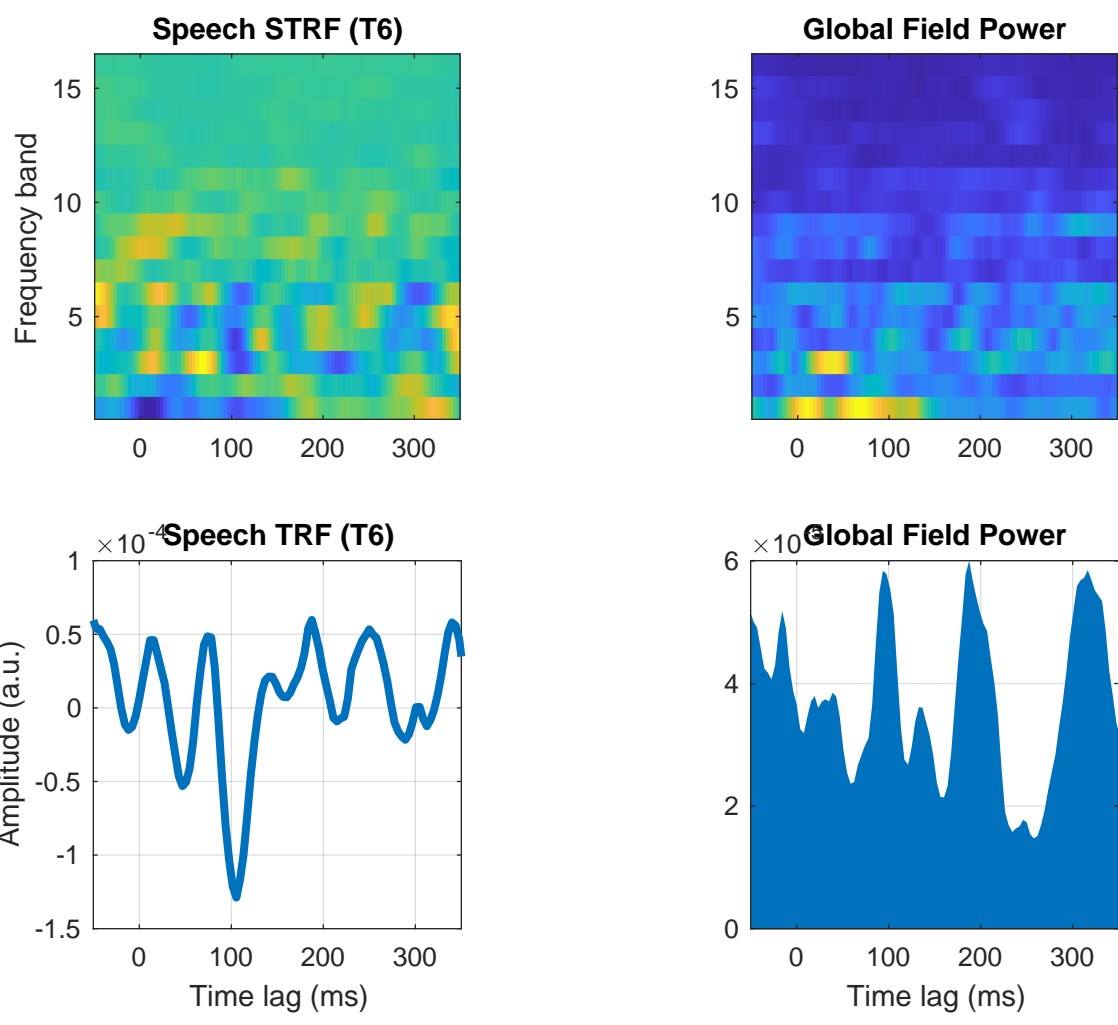 Speech STRF (T6)
Frequency band
15
10
5
0 100 200 300
Global Field Power
15
10
5
0 100 200 300
Speech TRF (T6)
×10^-4
Amplitude (a.u.)
1
0.5
0
-0.5
-1
-1.5
0 100 200 300
Time lag (ms)
Global Field Power
×10
6
4
2
0
0 100 200 300
Time lag (ms)